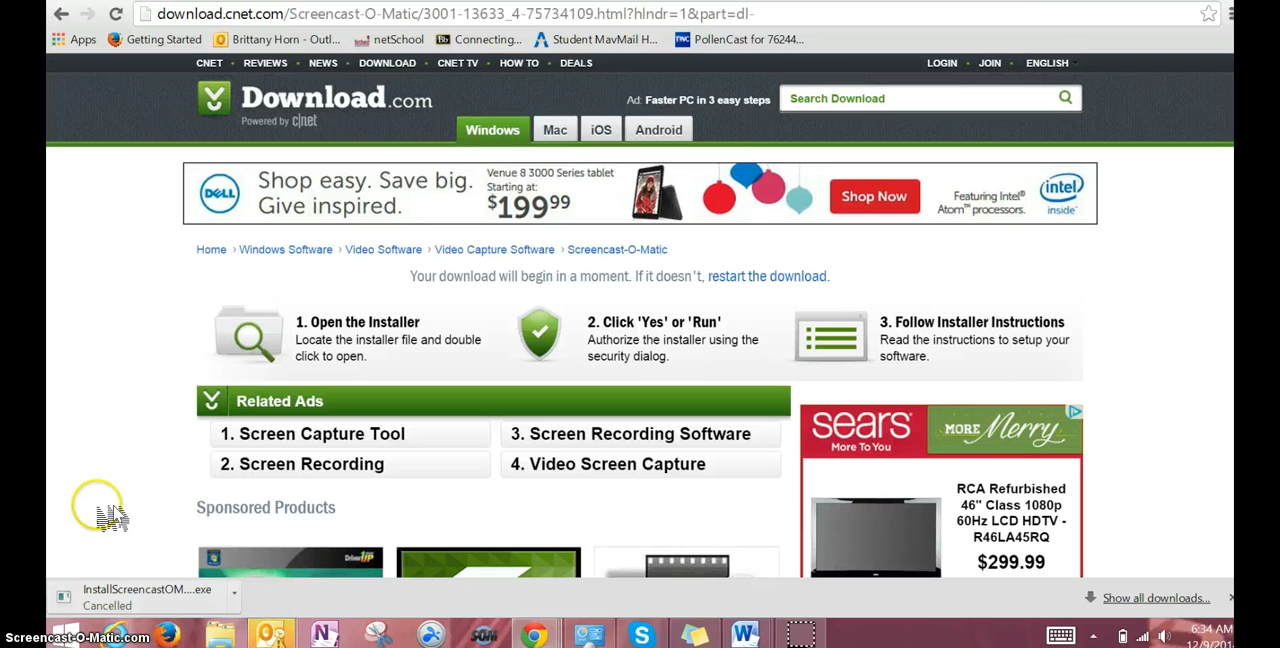 download.cnet.com/Screencast-O-Matic/3001-13633_4-75734109.html?hlndr=1&part=dl-
Apps Getting Started Brittany Horn - Outl... netSchool Bb Connecting... Student MavMail H... PollenCast for 76244...
CNET REVIEWS NEWS DOWNLOAD CNET TV HOW TO DEALS LOGIN JOIN ENGLISH
Download.com
Powered by c|net
Ad: Faster PC in 3 easy steps
Search Download
Windows Mac iOS Android
DELL
Shop easy. Save big.
Give inspired.
Venue 8 3000 Series tablet
Starting at:
$19999
Shop Now
Featuring Intel®
Atom™ processors.
intel
inside
Home › Windows Software › Video Software › Video Capture Software › Screencast-O-Matic
Your download will begin in a moment. If it doesn't, restart the download.
1. Open the Installer
Locate the installer file and double
click to open.
2. Click 'Yes' or 'Run'
Authorize the installer using the
security dialog.
3. Follow Installer Instructions
Read the instructions to setup your
software.
Related Ads
1. Screen Capture Tool
2. Screen Recording
3. Screen Recording Software
4. Video Screen Capture
sears
More To You
MORE Merry
RCA Refurbished
46" Class 1080p
60Hz LCD HDTV -
R46LA45RQ
$299.99
Sponsored Products
DriverUP
InstallScreencastOM....exe
Cancelled
Show all downloads...
Screencast-O-Matic.com
SOM
6:34 AM
12/9/201